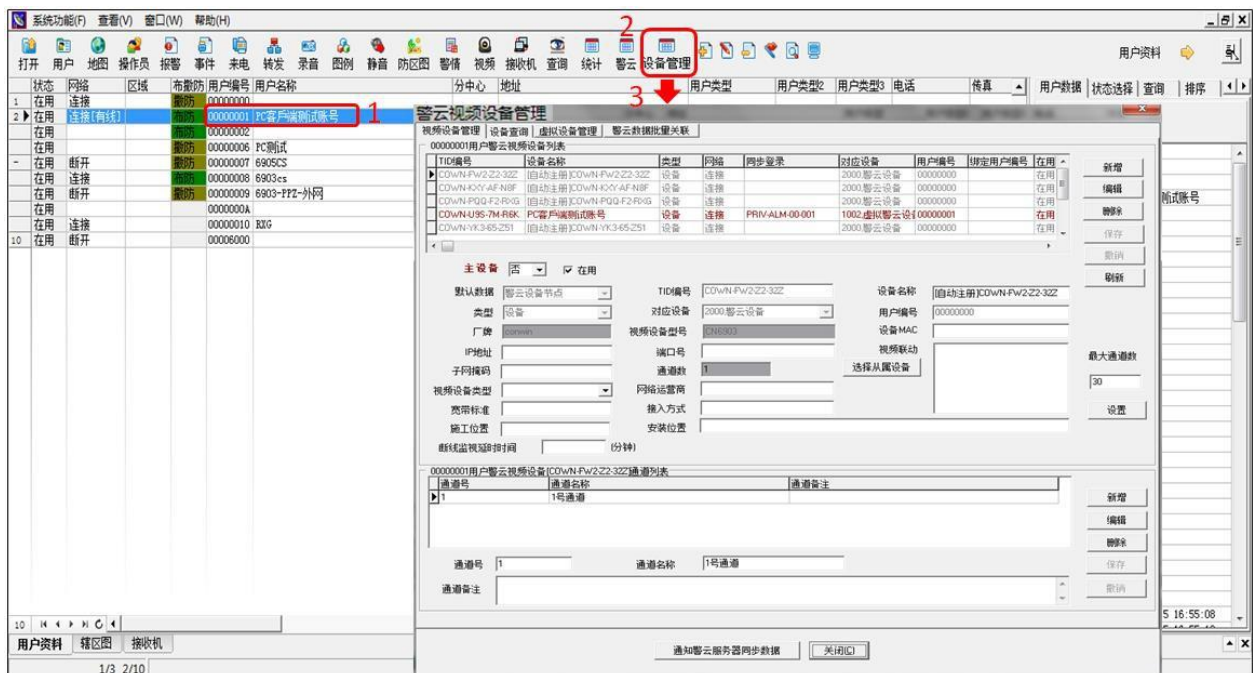 系统功能(F) 查看(V) 窗口(W) 帮助(H)
2
打开 用户 地图 操作员 报警 事件 来电 转发 录音 图例 静音 防区图 警情 视频 接收机 查询 统计 警云 设备管理 用户资料
3
状态 网络 区域 布撤防 用户编号 用户名称 分中心 地址 用户类型 用户类型2 用户类型3 电话 传真 用户数据 状态选择 查询 排序
1 在用 连接 撤防 00000000
2 在用 连接[有线] 布防 00000001 PC客戶端测试账号 1
在用 布防 00000002
在用 撤防 00000006 PC测试
- 在用 断开 撤防 00000007 6905CS
在用 连接 布防 00000008 6903cs
在用 断开 撤防 00000009 6903-PPZ-外网
在用 0000000A
在用 连接 00000010 RXG
10 在用 断开 00006000
警云视频设备管理
视频设备管理 设备查询 虚拟设备管理 警云数据批量关联
00000001用户警云视频设备列表
TID编号 设备名称 类型 网络 同步登录 对应设备 用户编号 绑定用户编号 在用
COWN-FW2-Z2-32Z [自动注册]COWN-FW2-Z2-32Z 设备 连接 2000.警云设备 00000000 在用
COWN-KXY-AF-N8F [自动注册]COWN-KXY-AF-N8F 设备 连接 2000.警云设备 00000000 在用
COWN-PQQ-F2-RXG [自动注册]COWN-PQQ-F2-RXG 设备 连接 2000.警云设备 00000000 在用
COWN-U9S-7M-R6K PC客戶端测试账号 设备 连接 PRIV-ALM-00-001 1002.虚拟警云设 00000001 在用
COWN-YK3-65-Z51 [自动注册]COWN-YK3-65-Z51 设备 连接 2000.警云设备 00000000 在用
新增
编辑
删除
保存
撤消
刷新
测试账号
主设备 否 在用
默认数据 警云设备节点 TID编号 COWN-FW2-Z2-32Z 设备名称 [自动注册]COWN-FW2-Z2-32Z
类型 设备 对应设备 2000.警云设备 用户编号 00000000
厂牌 conwin 视频设备型号 CN6903 设备MAC
IP地址 端口号 视频联动 最大通道数
子网掩码 通道数 1 选择从属设备 30
视频设备类型 网络运营商
宽带标准 接入方式 设置
施工位置 安装位置
断线监视延时时间 (分钟)
00000001用户警云视频设备[COWN-FW2-Z2-32Z]通道列表
通道号 通道名称 通道备注
1 1号通道
新增
编辑
删除
保存
撤消
通道号 1 通道名称 1号通道
通道备注
通知警云服务器同步数据 关闭(C)
10
5 16:55:08
用户资料 辖区图 接收机
1/3 2/10